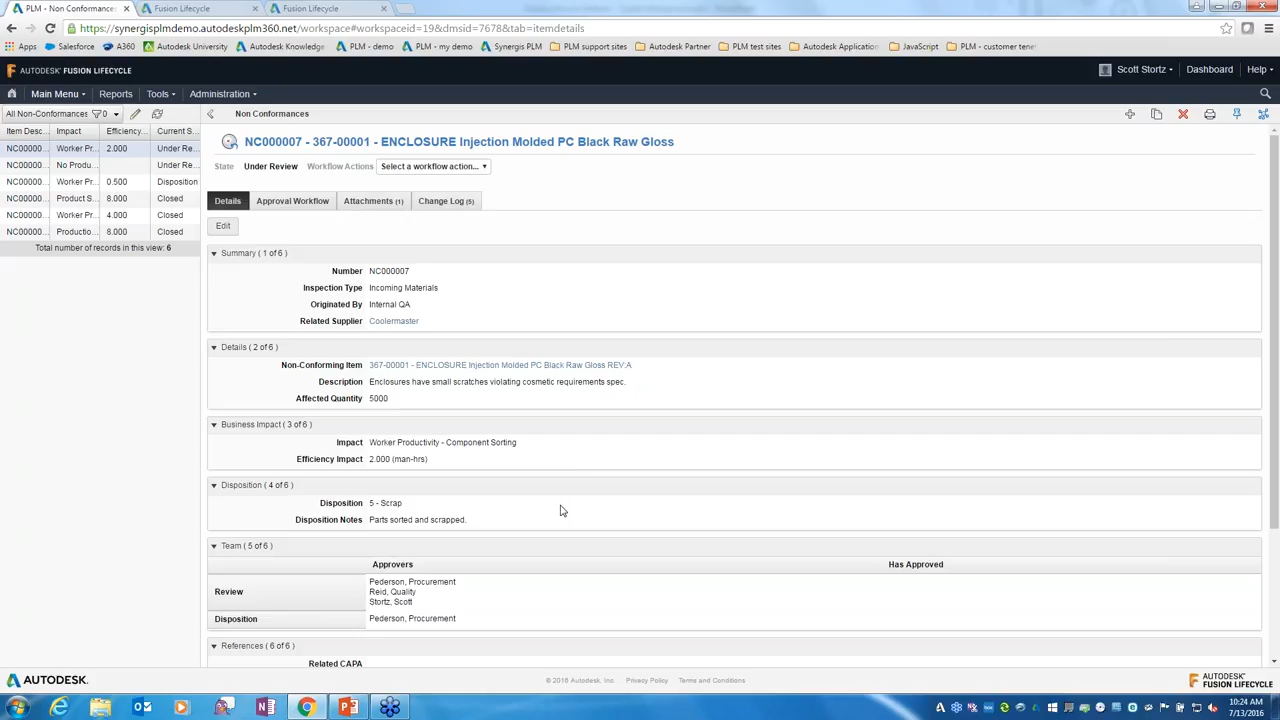 PLM - Non Conformances
Fusion Lifecycle
Fusion Lifecycle
https://synergisplmdemo.autodeskplm360.net/workspace#workspaceid=19&dmsid=7678&tab=itemdetails
Apps
Salesforce
A360
Autodesk University
Autodesk Knowledge
PLM - demo
PLM - my demo
Synergis PLM
PLM support sites
Autodesk Partner
PLM test sites
Autodesk Application
JavaScript
PLM - customer tene
AUTODESK® FUSION LIFECYCLE
Scott Stortz
Dashboard
Help
Main Menu
Reports
Tools
Administration
All Non-Conformances
0
Non Conformances
Item Desc... Impact Efficiency... Current S...
NC00000... Worker Pr... 2.000 Under Re...
NC00000... No Produ... Under Re...
NC00000... Worker Pr... 0.500 Disposition
NC00000... Product S... 8.000 Closed
NC00000... Worker Pr... 4.000 Closed
NC00000... Productio... 8.000 Closed
Total number of records in this view: 6
NC000007 - 367-00001 - ENCLOSURE Injection Molded PC Black Raw Gloss
State Under Review Workflow Actions Select a workflow action...
Details
Approval Workflow
Attachments (1)
Change Log (5)
Edit
Summary ( 1 of 6 )
Number NC000007
Inspection Type Incoming Materials
Originated By Internal QA
Related Supplier Coolermaster
Details ( 2 of 6 )
Non-Conforming Item 367-00001 - ENCLOSURE Injection Molded PC Black Raw Gloss REV:A
Description Enclosures have small scratches violating cosmetic requirements spec.
Affected Quantity 5000
Business Impact ( 3 of 6 )
Impact Worker Productivity - Component Sorting
Efficiency Impact 2.000 (man-hrs)
Disposition ( 4 of 6 )
Disposition 5 - Scrap
Disposition Notes Parts sorted and scrapped.
Team ( 5 of 6 )
Approvers Has Approved
Review
Pederson, Procurement
Reid, Quality
Stortz, Scott
Disposition Pederson, Procurement
References ( 6 of 6 )
Related CAPA
AUTODESK.
© 2016 Autodesk, Inc. Privacy Policy Terms and Conditions
AUTODESK®
FUSION LIFECYCLE
10:24 AM
7/13/2016